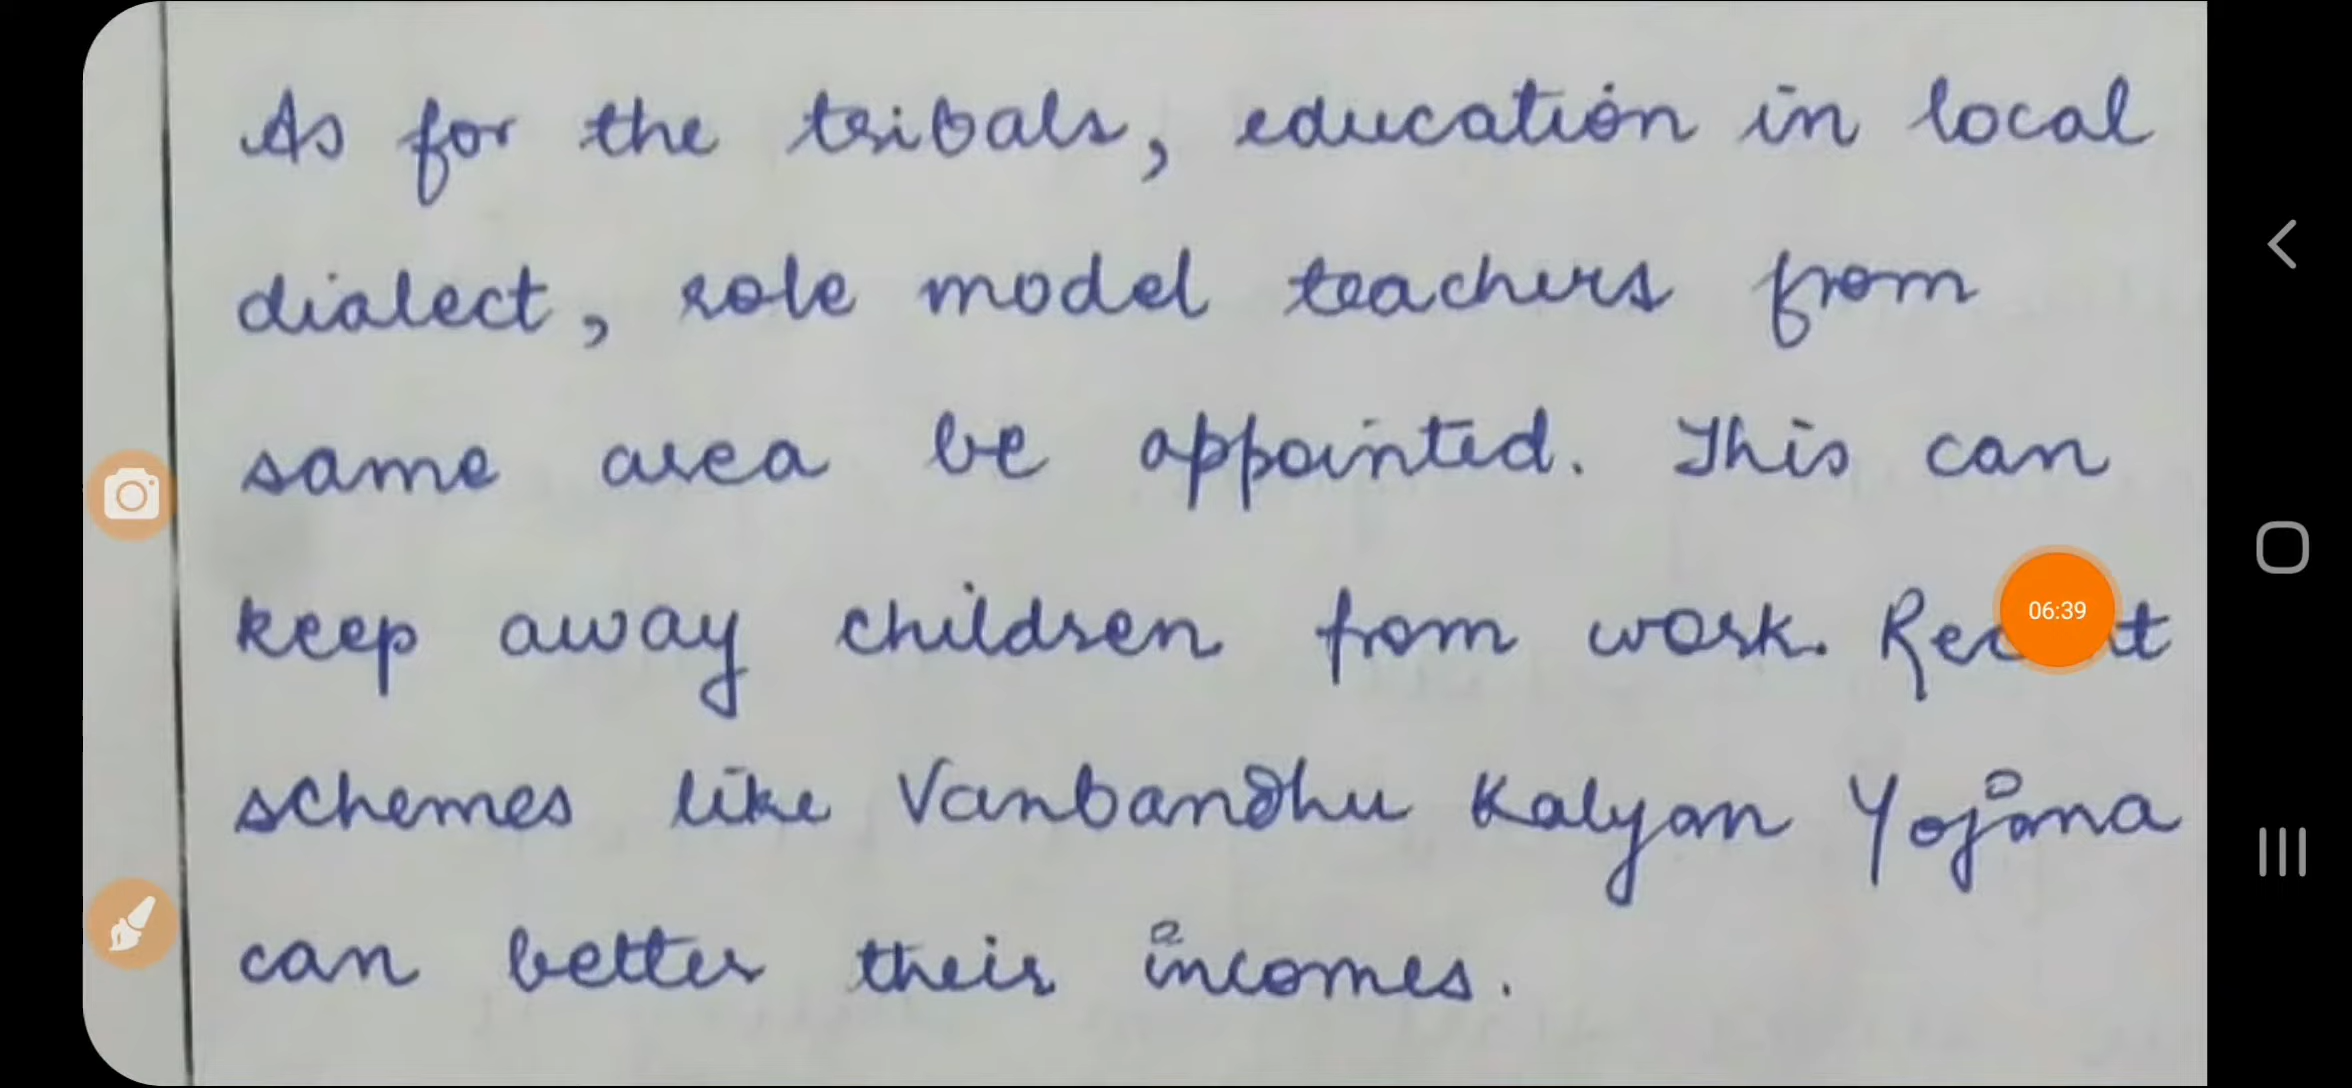 As for the tribals, education in local
dialect, role model teachers from
same area be appointed. This can
keep away children from work.
06:39
schemes like Vanbandhu Kalyan Yojana
can better their incomes.